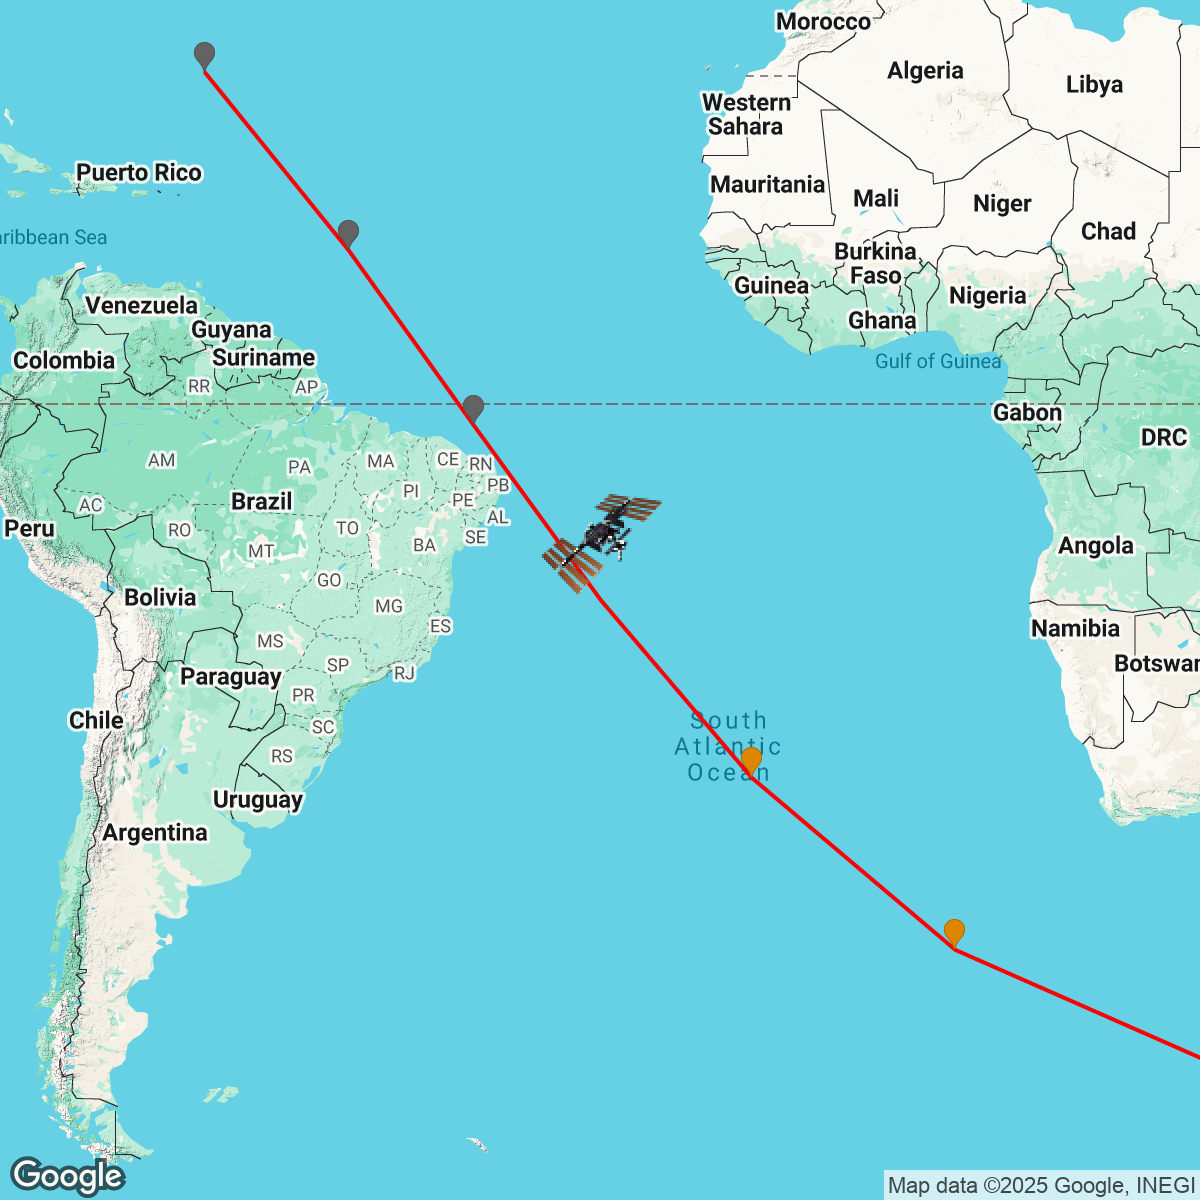 Morocco
Algeria
Libya
Western
Sahara
Puerto Rico
Mauritania
Mali
Niger
Chad
aribbean Sea
Burkina
Faso
Guinea
Nigeria
Venezuela
Guyana
Ghana
Colombia
Suriname
Gulf of Guinea
RR
AP
Gabon
DRC
AM
PA
MA
CE
RN
PB
PI
PE
AL
AC
Brazil
Peru
RO
TO
BA
SE
MT
Angola
GO
Bolivia
MG
ES
Namibia
MS
SP
RJ
Botswan
Paraguay
PR
Chile
SC
South
Atlantic
Ocean
RS
Uruguay
Argentina
Google
Map data ©2025 Google, INEGI